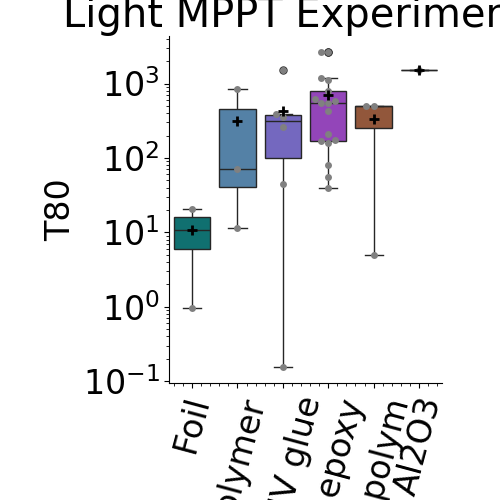 Light MPPT Experimen
T80
10³
10²
10¹
10⁰
10⁻¹
Foil
olymer
V glue
epoxy
polym
Al2O3